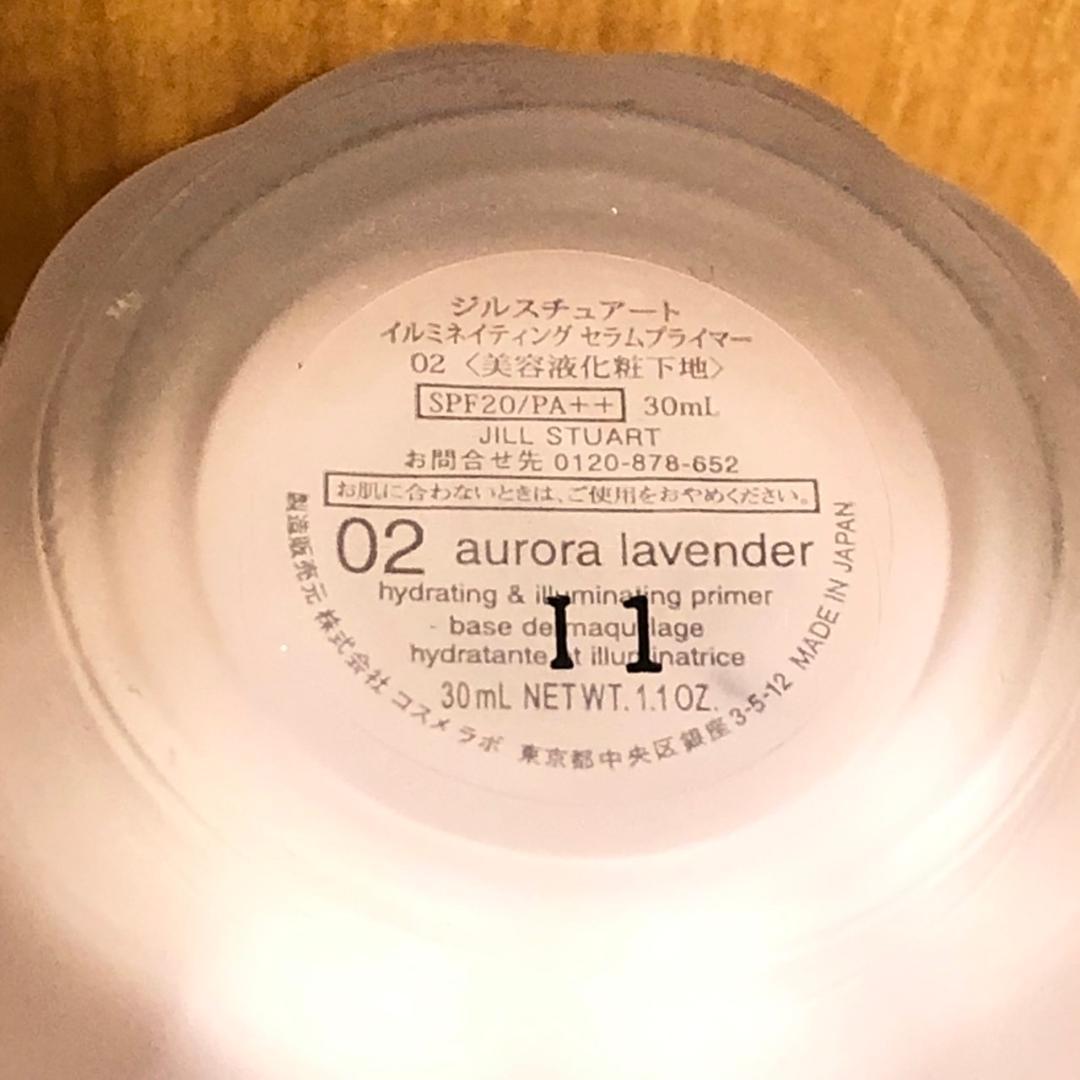 ジルスチュアート
イルミネイティング セラムプライマー
02 〈美容液化粧下地〉
SPF20/PA++ 30mL
JILL STUART
お問合せ先 0120-878-652
お肌に合わないときは、ご使用をおやめください。
02 aurora lavender
hydrating & illuminating primer
base de maquillage
hydratante et illuminatrice
30mL NET WT. 1.1 OZ.
I 1
製造販売元 株式会社 コスメ ラボ 東京都中央区銀座 3-5-12 MADE IN JAPAN